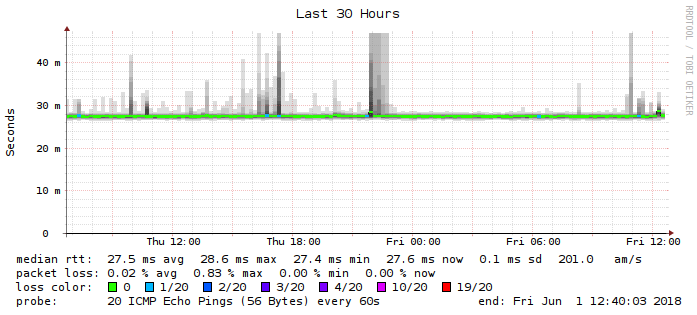 Last 30 Hours
RRDTOOL / TOBI OETIKER
Seconds
40 m
30 m
20 m
10 m
0
Thu 12:00 Thu 18:00 Fri 00:00 Fri 06:00 Fri 12:00
median rtt: 27.5 ms avg 28.6 ms max 27.4 ms min 27.6 ms now 0.1 ms sd 201.0 am/s
packet loss: 0.02 % avg 0.83 % max 0.00 % min 0.00 % now
loss color: 0 1/20 2/20 3/20 4/20 10/20 19/20
probe: 20 ICMP Echo Pings (56 Bytes) every 60s end: Fri Jun 1 12:40:03 2018